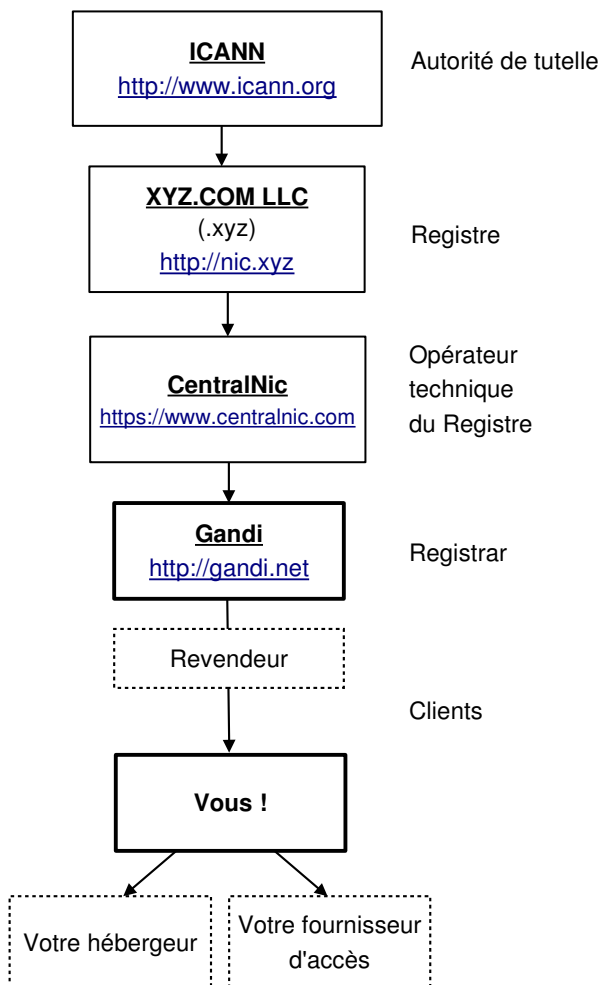 ICANN
http://www.icann.org
Autorité de tutelle
XYZ.COM LLC
(.xyz)
http://nic.xyz
Registre
CentralNic
https://www.centralnic.com
Opérateur
technique
du Registre
Gandi
http://gandi.net
Registrar
Revendeur
Clients
Vous !
Votre hébergeur
Votre fournisseur
d'accès